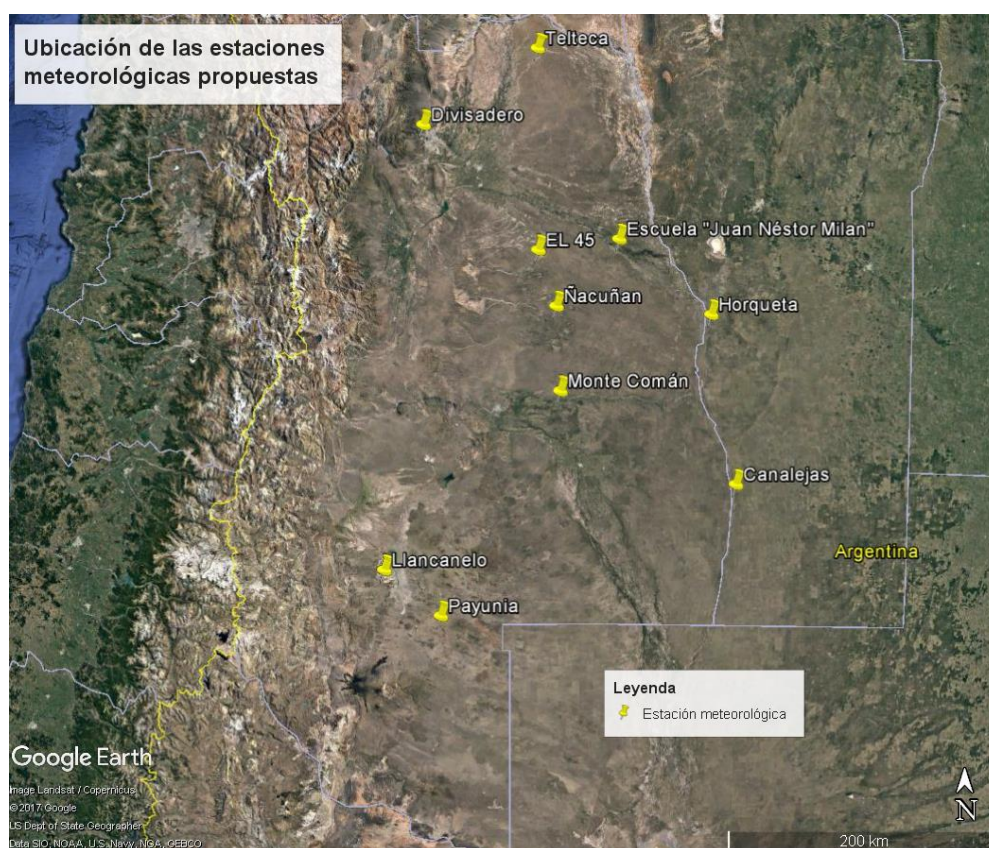 Ubicación de las estaciones
meteorológicas propuestas
Telteca
Divisadero
Escuela "Juan Néstor Milan"
EL 45
Ñacuñan
Horqueta
Monte Comán
Canalejas
Argentina
Llancanelo
Payunia
Leyenda
Estación meteorológica
Google Earth
Image Landsat / Copernicus
©2017 Google
US Dept of State Geographer
Data SIO, NOAA, U.S. Navy, NGA, GEBCO
N
200 km